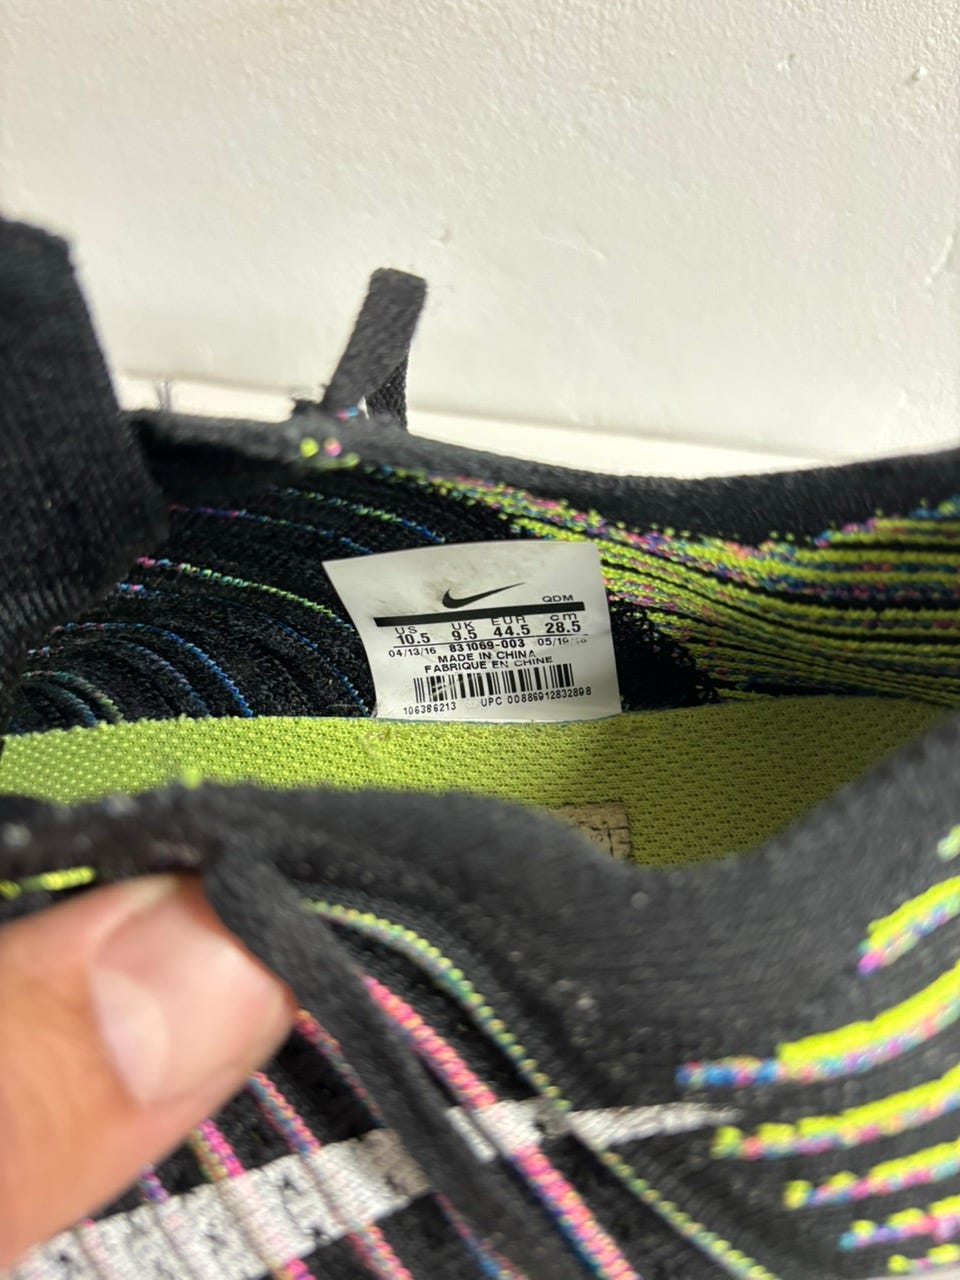 QDM
US UK EUR cm
10.5 9.5 44.5 28.5
04/13/16 831069-003 05/19/16
MADE IN CHINA
FABRIQUE EN CHINE
106386213 UPC 00886912832898